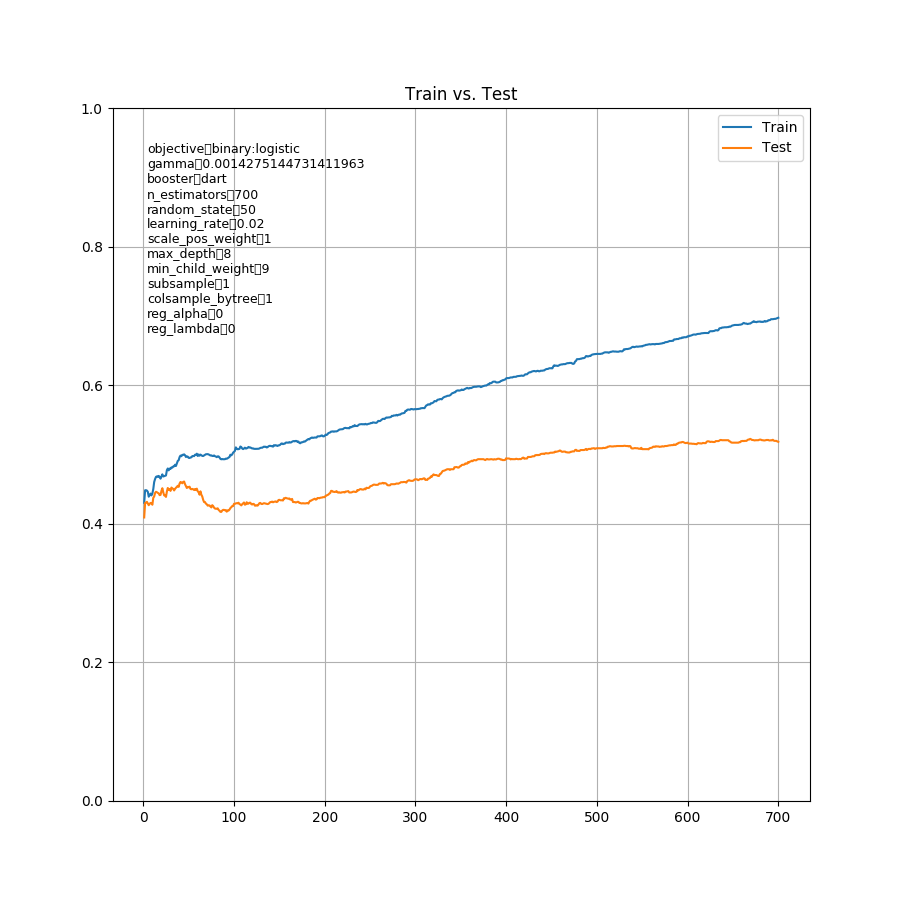 Train vs. Test
1.0
Train
Test
objective▯binary:logistic
gamma▯0.0014275144731411963
booster▯dart
n_estimators▯700
random_state▯50
learning_rate▯0.02
scale_pos_weight▯1
max_depth▯8
min_child_weight▯9
subsample▯1
colsample_bytree▯1
reg_alpha▯0
reg_lambda▯0
0.8
0.6
0.4
0.2
0.0
0 100 200 300 400 500 600 700